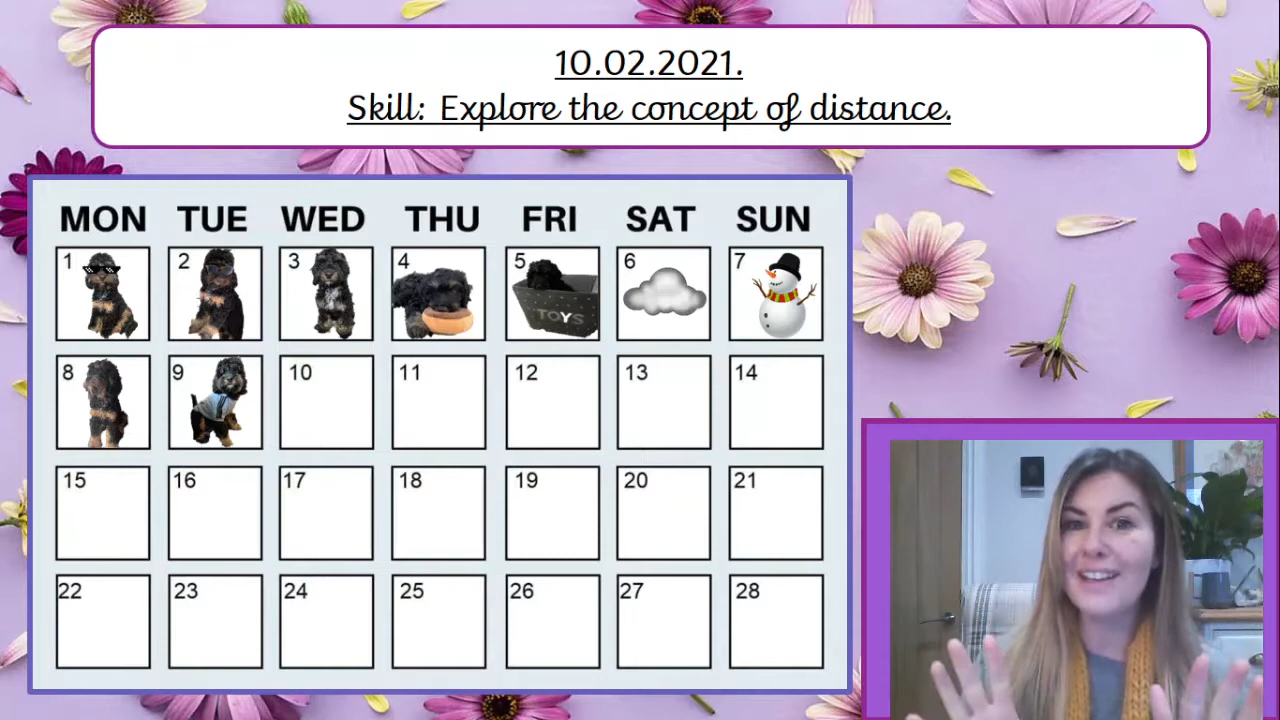 10.02.2021.
Skill: Explore the concept of distance.
MON TUE WED THU FRI SAT SUN
1 2 3 4 5 6 7
TOYS
8 9 10 11 12 13 14
15 16 17 18 19 20 21
22 23 24 25 26 27 28